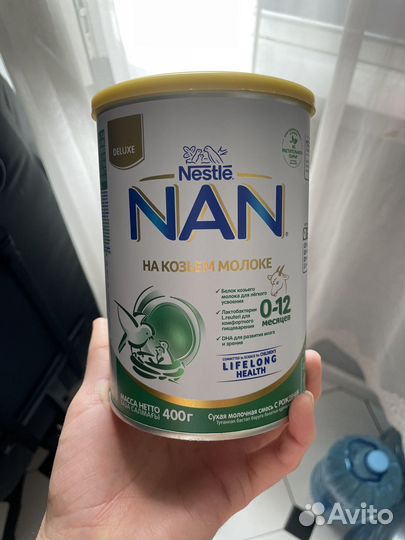 DELUXE
Nestlé
NAN
НА КОЗЬЕМ МОЛОКЕ
Белок козьего
молока для лёгкого
усвоения
Лактобактерии
L.reuteri для
комфортного
пищеварения
DHA для развития мозга
и зрения
0-12
месяцев
LIFELONG
HEALTH
МАССА НЕТТО
400г
Сухая молочная смесь С РОЖДЕНИЯ
Avito